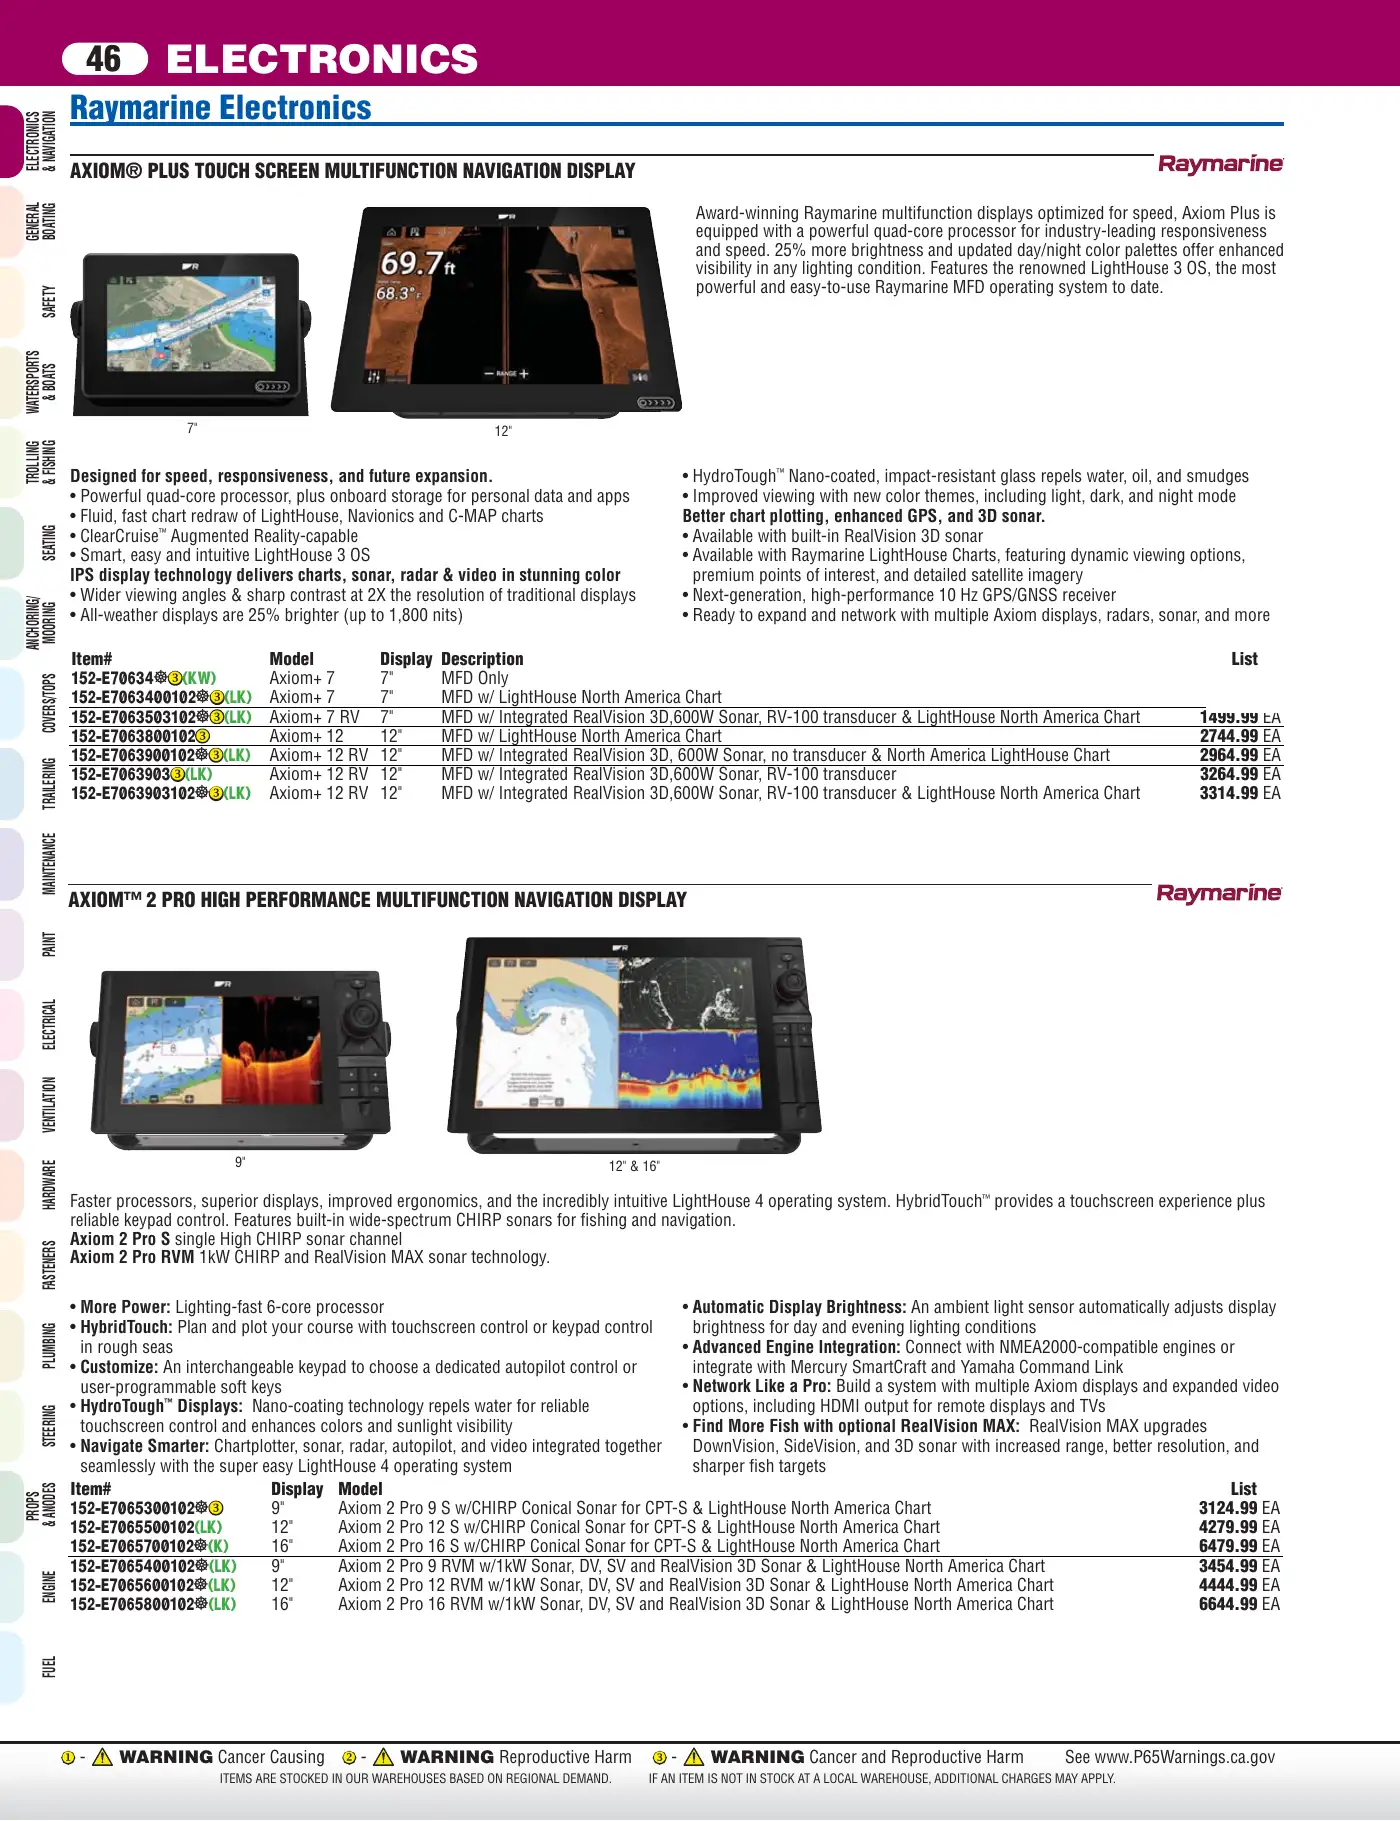 46 ELECTRONICS
Raymarine Electronics
AXIOM® PLUS TOUCH SCREEN MULTIFUNCTION NAVIGATION DISPLAY
Raymarine
Award-winning Raymarine multifunction displays optimized for speed, Axiom Plus is
equipped with a powerful quad-core processor for industry-leading responsiveness
and speed. 25% more brightness and updated day/night color palettes offer enhanced
visibility in any lighting condition. Features the renowned LightHouse 3 OS, the most
powerful and easy-to-use Raymarine MFD operating system to date.
69.7 ft
68.3° F
RANGE
7"
12"
Designed for speed, responsiveness, and future expansion.
• Powerful quad-core processor, plus onboard storage for personal data and apps
• Fluid, fast chart redraw of LightHouse, Navionics and C-MAP charts
• ClearCruise™ Augmented Reality-capable
• Smart, easy and intuitive LightHouse 3 OS
IPS display technology delivers charts, sonar, radar & video in stunning color
• Wider viewing angles & sharp contrast at 2X the resolution of traditional displays
• All-weather displays are 25% brighter (up to 1,800 nits)
• HydroTough™ Nano-coated, impact-resistant glass repels water, oil, and smudges
• Improved viewing with new color themes, including light, dark, and night mode
Better chart plotting, enhanced GPS, and 3D sonar.
• Available with built-in RealVision 3D sonar
• Available with Raymarine LightHouse Charts, featuring dynamic viewing options,
premium points of interest, and detailed satellite imagery
• Next-generation, high-performance 10 Hz GPS/GNSS receiver
• Ready to expand and network with multiple Axiom displays, radars, sonar, and more
Item# Model Display Description List
152-E70634☸③(KW) Axiom+ 7 7" MFD Only
152-E7063400102☸③(LK) Axiom+ 7 7" MFD w/ LightHouse North America Chart
152-E7063503102☸③(LK) Axiom+ 7 RV 7" MFD w/ Integrated RealVision 3D,600W Sonar, RV-100 transducer & LightHouse North America Chart 1499.99 EA
152-E7063800102③ Axiom+ 12 12" MFD w/ LightHouse North America Chart 2744.99 EA
152-E7063900102☸③(LK) Axiom+ 12 RV 12" MFD w/ Integrated RealVision 3D, 600W Sonar, no transducer & North America LightHouse Chart 2964.99 EA
152-E7063903③(LK) Axiom+ 12 RV 12" MFD w/ Integrated RealVision 3D,600W Sonar, RV-100 transducer 3264.99 EA
152-E7063903102☸③(LK) Axiom+ 12 RV 12" MFD w/ Integrated RealVision 3D,600W Sonar, RV-100 transducer & LightHouse North America Chart 3314.99 EA
AXIOM™ 2 PRO HIGH PERFORMANCE MULTIFUNCTION NAVIGATION DISPLAY
Raymarine
9"
12" & 16"
Faster processors, superior displays, improved ergonomics, and the incredibly intuitive LightHouse 4 operating system. HybridTouch™ provides a touchscreen experience plus
reliable keypad control. Features built-in wide-spectrum CHIRP sonars for fishing and navigation.
Axiom 2 Pro S single High CHIRP sonar channel
Axiom 2 Pro RVM 1kW CHIRP and RealVision MAX sonar technology.
• More Power: Lighting-fast 6-core processor
• HybridTouch: Plan and plot your course with touchscreen control or keypad control
in rough seas
• Customize: An interchangeable keypad to choose a dedicated autopilot control or
user-programmable soft keys
• HydroTough™ Displays: Nano-coating technology repels water for reliable
touchscreen control and enhances colors and sunlight visibility
• Navigate Smarter: Chartplotter, sonar, radar, autopilot, and video integrated together
seamlessly with the super easy LightHouse 4 operating system
• Automatic Display Brightness: An ambient light sensor automatically adjusts display
brightness for day and evening lighting conditions
• Advanced Engine Integration: Connect with NMEA2000-compatible engines or
integrate with Mercury SmartCraft and Yamaha Command Link
• Network Like a Pro: Build a system with multiple Axiom displays and expanded video
options, including HDMI output for remote displays and TVs
• Find More Fish with optional RealVision MAX: RealVision MAX upgrades
DownVision, SideVision, and 3D sonar with increased range, better resolution, and
sharper fish targets
Item# Display Model List
152-E7065300102☸③ 9" Axiom 2 Pro 9 S w/CHIRP Conical Sonar for CPT-S & LightHouse North America Chart 3124.99 EA
152-E7065500102(LK) 12" Axiom 2 Pro 12 S w/CHIRP Conical Sonar for CPT-S & LightHouse North America Chart 4279.99 EA
152-E7065700102☸(K) 16" Axiom 2 Pro 16 S w/CHIRP Conical Sonar for CPT-S & LightHouse North America Chart 6479.99 EA
152-E7065400102☸(LK) 9" Axiom 2 Pro 9 RVM w/1kW Sonar, DV, SV and RealVision 3D Sonar & LightHouse North America Chart 3454.99 EA
152-E7065600102☸(LK) 12" Axiom 2 Pro 12 RVM w/1kW Sonar, DV, SV and RealVision 3D Sonar & LightHouse North America Chart 4444.99 EA
152-E7065800102☸(LK) 16" Axiom 2 Pro 16 RVM w/1kW Sonar, DV, SV and RealVision 3D Sonar & LightHouse North America Chart 6644.99 EA
ELECTRONICS
& NAVIGATION
GENERAL
BOATING
SAFETY
WATERSPORTS
& BOATS
TROLLING
& FISHING
SEATING
ANCHORING/
MOORING
COVERS/TOPS
TRAILERING
MAINTENANCE
PAINT
ELECTRICAL
VENTILATION
HARDWARE
FASTENERS
PLUMBING
STEERING
PROPS
& ANODES
ENGINE
FUEL
① - ⚠ WARNING Cancer Causing ② - ⚠ WARNING Reproductive Harm ③ - ⚠ WARNING Cancer and Reproductive Harm See www.P65Warnings.ca.gov
ITEMS ARE STOCKED IN OUR WAREHOUSES BASED ON REGIONAL DEMAND. IF AN ITEM IS NOT IN STOCK AT A LOCAL WAREHOUSE, ADDITIONAL CHARGES MAY APPLY.